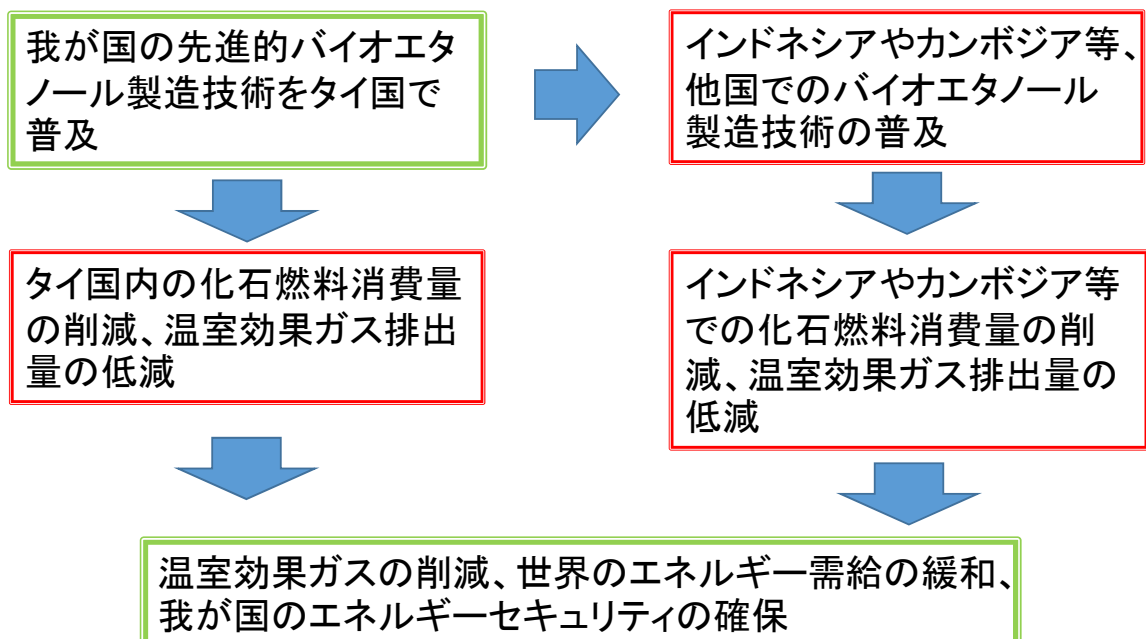 我が国の先進的バイオエタ
ノール製造技術をタイ国で
普及
インドネシアやカンボジア等、
他国でのバイオエタノール
製造技術の普及
タイ国内の化石燃料消費量
の削減、温室効果ガス排出
量の低減
インドネシアやカンボジア等
での化石燃料消費量の削
減、温室効果ガス排出量の
低減
温室効果ガスの削減、世界のエネルギー需給の緩和、
我が国のエネルギーセキュリティの確保